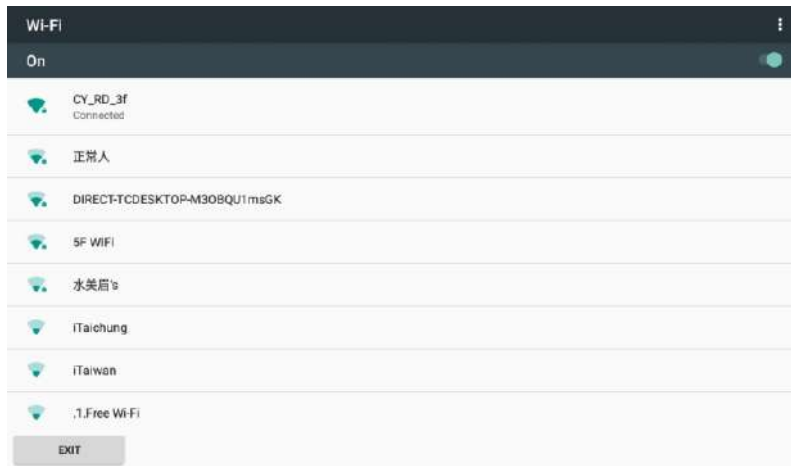 Wi-Fi
On
CY_RD_3f
Connected
正常人
DIRECT-TCDESKTOP-M3OBQU1msGK
5F WIFI
水美眉's
iTaichung
iTaiwan
.1.Free Wi-Fi
EXIT